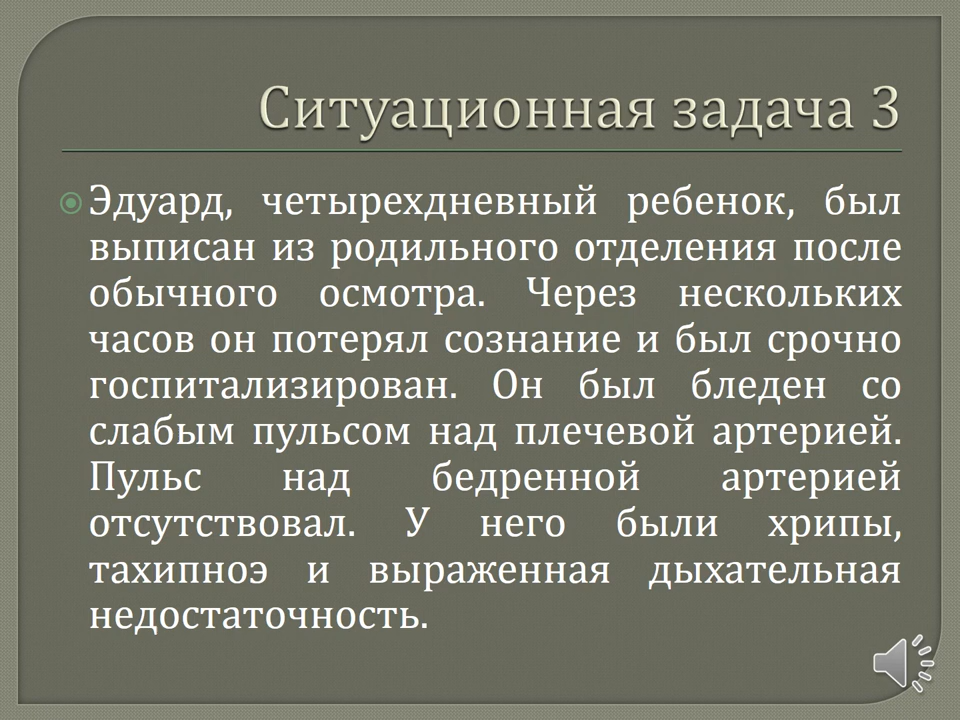 Ситуационная задача 3
Эдуард, четырехдневный ребенок, был
выписан из родильного отделения после
обычного осмотра. Через нескольких
часов он потерял сознание и был срочно
госпитализирован. Он был бледен со
слабым пульсом над плечевой артерией.
Пульс над бедренной артерией
отсутствовал. У него были хрипы,
тахипноэ и выраженная дыхательная
недостаточность.